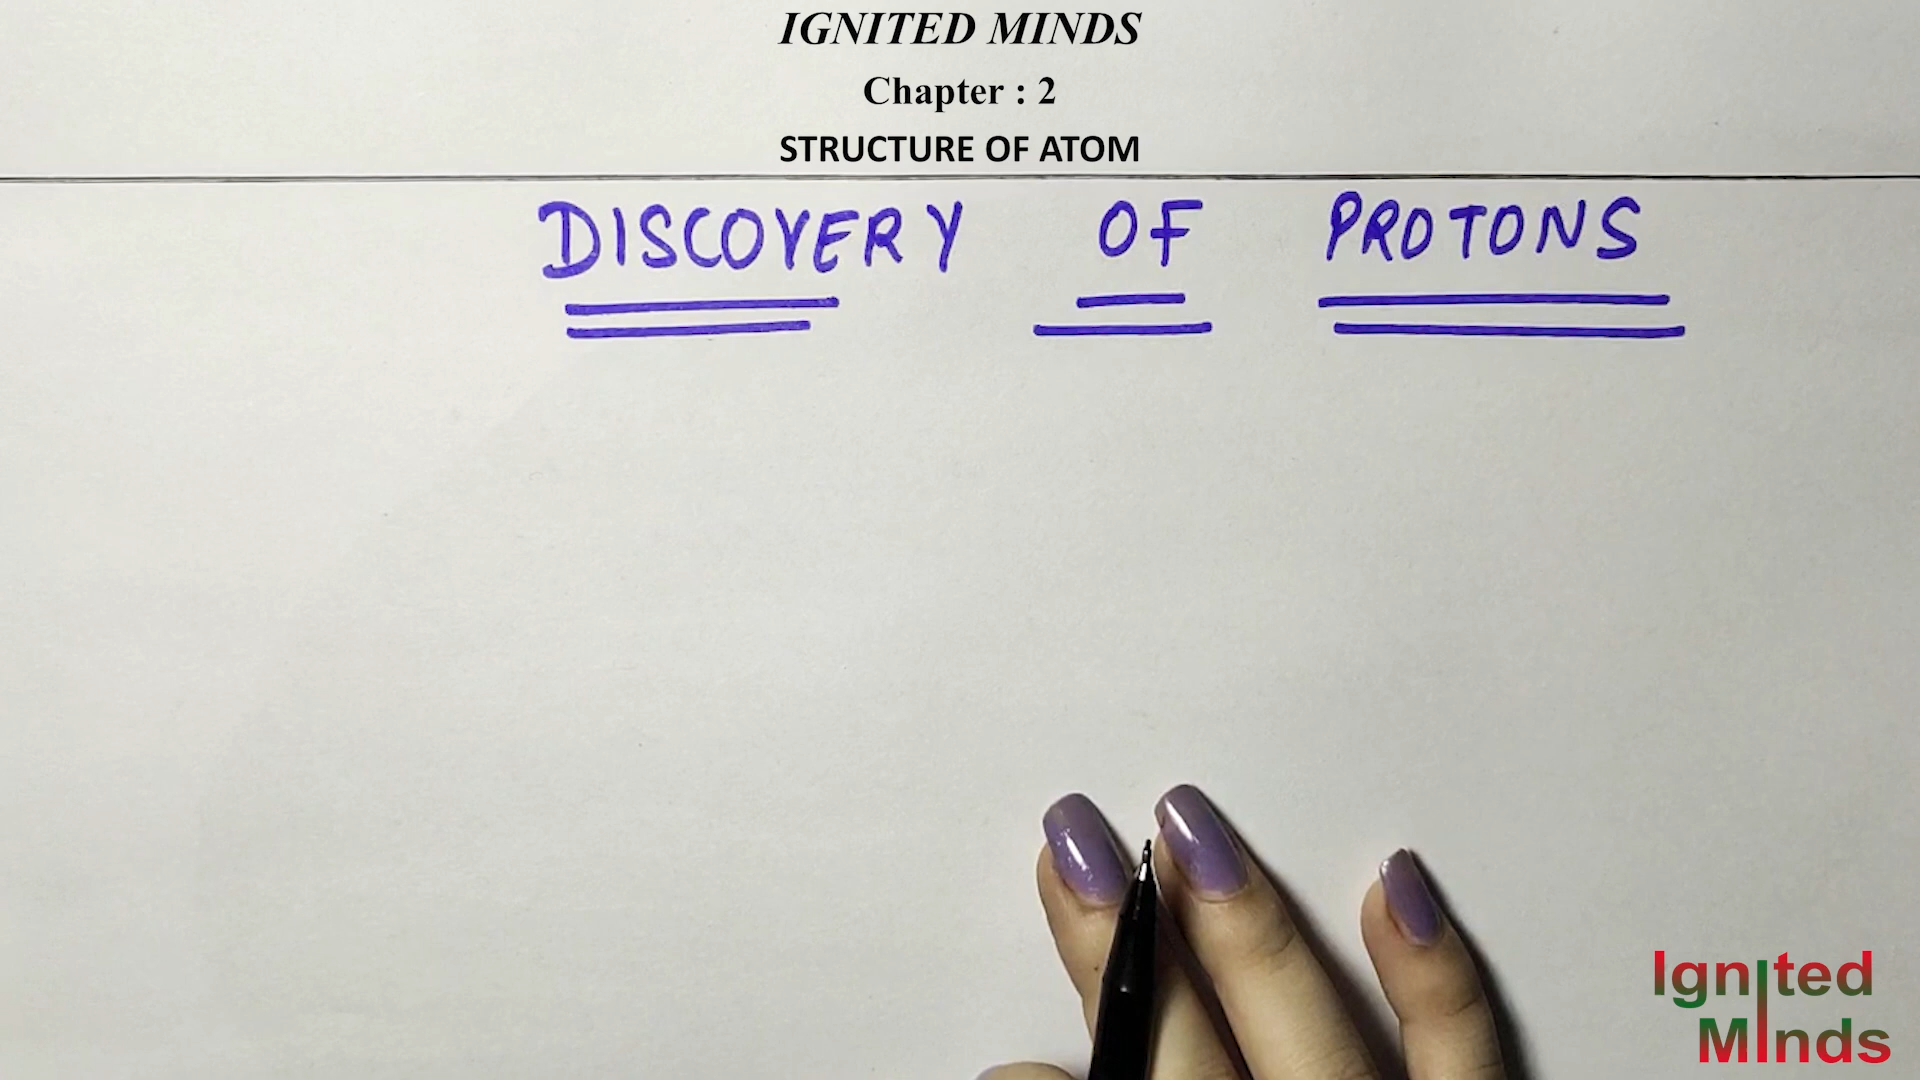 IGNITED MINDS
Chapter : 2
STRUCTURE OF ATOM
DISCOVERY OF PROTONS
Ignited
Minds